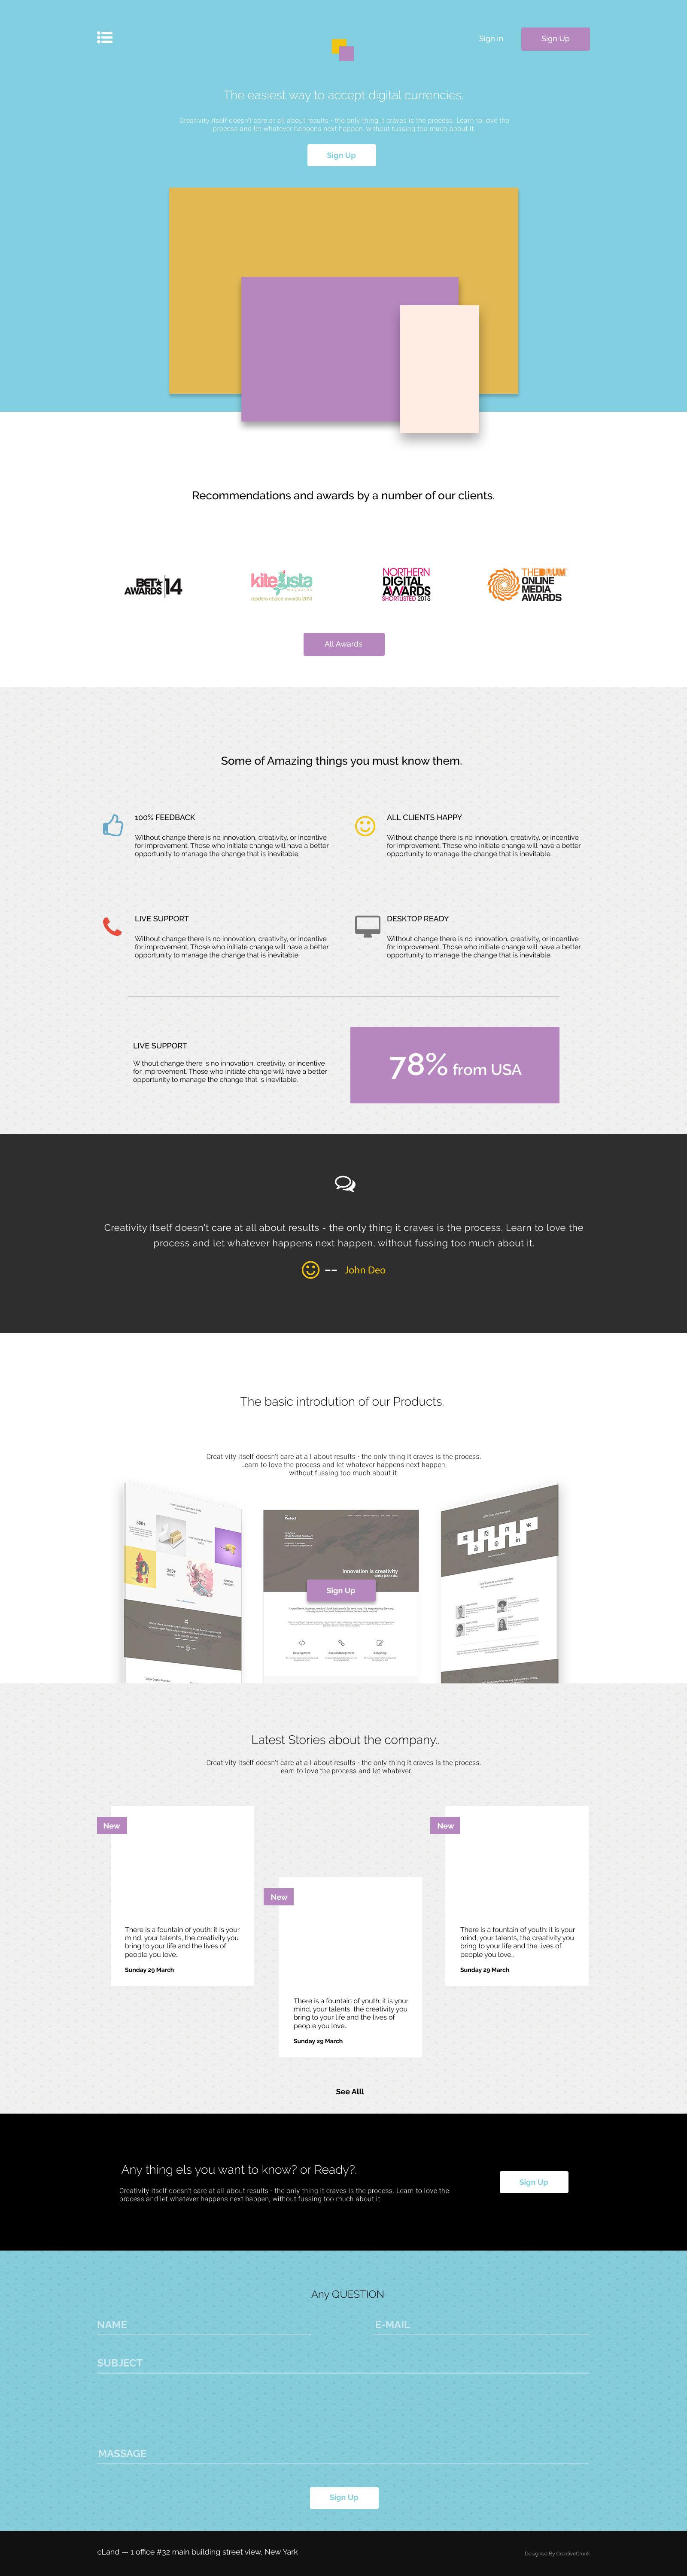 Sign in
Sign Up
The easiest way to accept digital currencies.
Creativity itself doesn't care at all about results - the only thing it craves is the process. Learn to love the
process and let whatever happens next happen, without fussing too much about it.
Sign Up
Recommendations and awards by a number of our clients.
BET★
AWARDS
14
kite
usta
magazine
readers choice awards 2014
NORTHERN
DIGITAL
AWARDS
SHORTLISTED 2015
THE DRUM
ONLINE
MEDIA
AWARDS
All Awards
Some of Amazing things you must know them.
100% FEEDBACK
Without change there is no innovation, creativity, or incentive
for improvement. Those who initiate change will have a better
opportunity to manage the change that is inevitable.
ALL CLIENTS HAPPY
Without change there is no innovation, creativity, or incentive
for improvement. Those who initiate change will have a better
opportunity to manage the change that is inevitable.
LIVE SUPPORT
Without change there is no innovation, creativity, or incentive
for improvement. Those who initiate change will have a better
opportunity to manage the change that is inevitable.
DESKTOP READY
Without change there is no innovation, creativity, or incentive
for improvement. Those who initiate change will have a better
opportunity to manage the change that is inevitable.
LIVE SUPPORT
Without change there is no innovation, creativity, or incentive
for improvement. Those who initiate change will have a better
opportunity to manage the change that is inevitable.
78% from USA
Creativity itself doesn't care at all about results - the only thing it craves is the process. Learn to love the
process and let whatever happens next happen, without fussing too much about it.
-- John Deo
The basic introdution of our Products.
Creativity itself doesn't care at all about results - the only thing it craves is the process.
Learn to love the process and let whatever happens next happen,
without fussing too much about it.
300+
200+
Perfect
Innovation is creativity
with a job to do.
Sign Up
Development
Brand Management
Designing
Latest Stories about the company..
Creativity itself doesn't care at all about results - the only thing it craves is the process.
Learn to love the process and let whatever.
New
There is a fountain of youth: it is your
mind, your talents, the creativity you
bring to your life and the lives of
people you love..
Sunday 29 March
New
There is a fountain of youth: it is your
mind, your talents, the creativity you
bring to your life and the lives of
people you love..
Sunday 29 March
New
There is a fountain of youth: it is your
mind, your talents, the creativity you
bring to your life and the lives of
people you love..
Sunday 29 March
See Alll
Any thing els you want to know? or Ready?.
Creativity itself doesn't care at all about results - the only thing it craves is the process. Learn to love the
process and let whatever happens next happen, without fussing too much about it.
Sign Up
Any QUESTION
NAME
E-MAIL
SUBJECT
MASSAGE
Sign Up
cLand — 1 office #32 main building street view, New Yark
Designed By CreativeCrunk